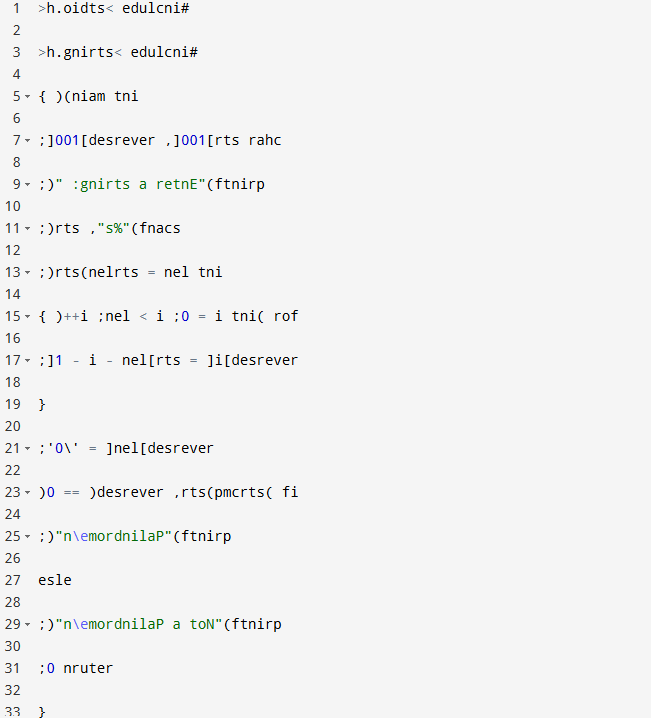 1 >h.oidts< edulcni#
2
3 >h.gnirts< edulcni#
4
5 { )(niam tni
6
7 ;]001[desrever ,]001[rts rahc
8
9 ;)" :gnirts a retnE"(ftnirp
10
11 ;)rts ,"s%"(fnacs
12
13 ;)rts(nelrts = nel tni
14
15 { )++i ;nel < i ;0 = i tni( rof
16
17 ;]1 - i - nel[rts = ]i[desrever
18
19 }
20
21 ;'0\' = ]nel[desrever
22
23 )0 == )desrever ,rts(pmcrts( fi
24
25 ;)"n\emordnilaP"(ftnirp
26
27 esle
28
29 ;)"n\emordnilaP a toN"(ftnirp
30
31 ;0 nruter
32
33 }